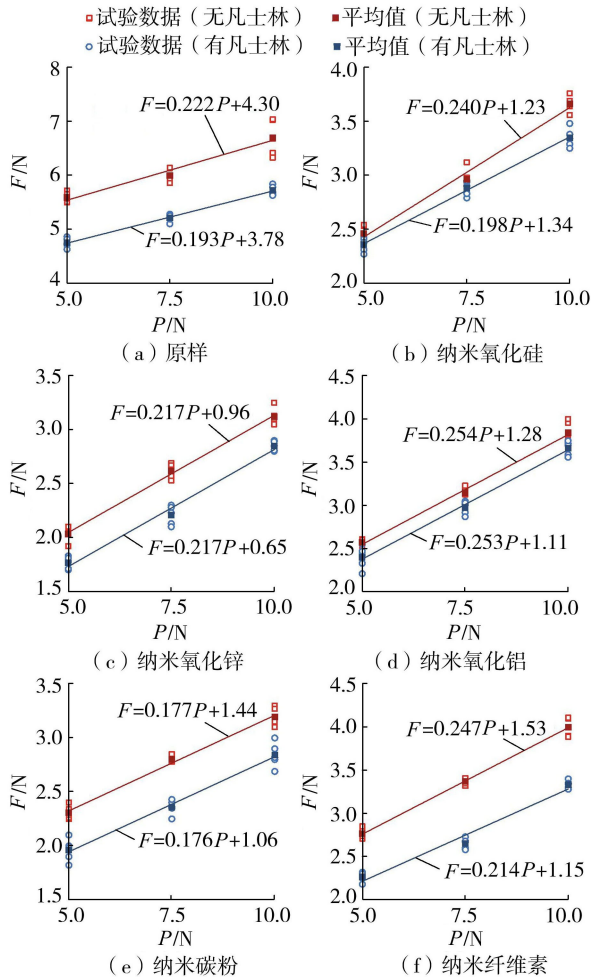 试验数据（无凡士林） 平均值（无凡士林）
试验数据（有凡士林） 平均值（有凡士林）
8
7
6
5
4
F/N
F=0.222P+4.30
F=0.193P+3.78
5.0 7.5 10.0
P/N
（a）原样
4.0
3.5
3.0
2.5
2.0
F/N
F=0.240P+1.23
F=0.198P+1.34
5.0 7.5 10.0
P/N
（b）纳米氧化硅
3.5
3.0
2.5
2.0
1.5
F/N
F=0.217P+0.96
F=0.217P+0.65
5.0 7.5 10.0
P/N
（c）纳米氧化锌
4.5
4.0
3.5
3.0
2.5
2.0
F/N
F=0.254P+1.28
F=0.253P+1.11
5.0 7.5 10.0
P/N
（d）纳米氧化铝
3.5
3.0
2.5
2.0
1.5
F/N
F=0.177P+1.44
F=0.176P+1.06
5.0 7.5 10.0
P/N
（e）纳米碳粉
4.5
4.0
3.5
3.0
2.5
2.0
F/N
F=0.247P+1.53
F=0.214P+1.15
5.0 7.5 10.0
P/N
（f）纳米纤维素